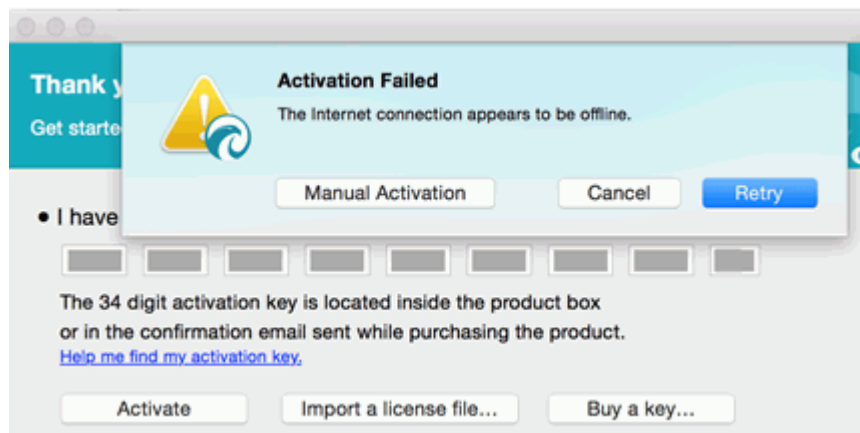 Thank y
Get starte
Activation Failed
The Internet connection appears to be offline.
Manual Activation
Cancel
Retry
• I have
The 34 digit activation key is located inside the product box
or in the confirmation email sent while purchasing the product.
Help me find my activation key.
Activate
Import a license file...
Buy a key...